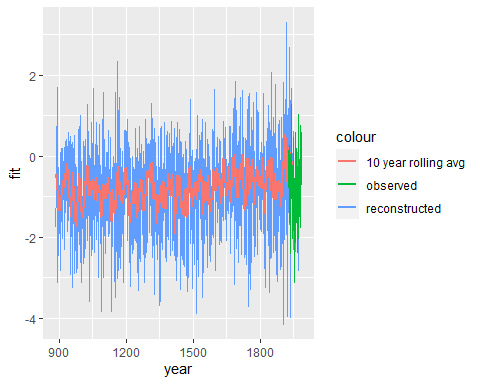 2
0
-2
-4
fit
900
1200
1500
1800
year
colour
10 year rolling avg
observed
reconstructed